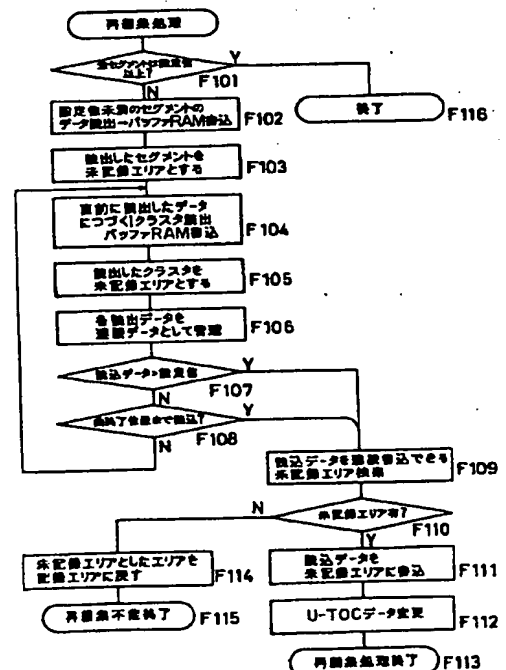 再編集処理
全セグメントは設定値
以上?
Y
F101
N
終了
F116
設定値未満のセグメントの
データ読出→バッファRAM書込
F102
読出したセグメントを
未記録エリアとする
F103
直前に読出したデータ
につづく1クラスタ読出
バッファRAM書込
F104
読出したクラスタを
未記録エリアとする
F105
各読出データを
連続データとして管理
F106
読込データ>設定値
Y
F107
N
曲終了位置まで読込?
Y
F108
N
読込データを連続書込できる
未記録エリア検索
F109
N
未記録エリア有?
F110
Y
未記録エリアとしたエリアを
記録エリアに戻す
F114
読込データを
未記録エリアに書込
F111
再編集不能終了
F115
U-TOCデータ変更
F112
再編集処理終了
F113